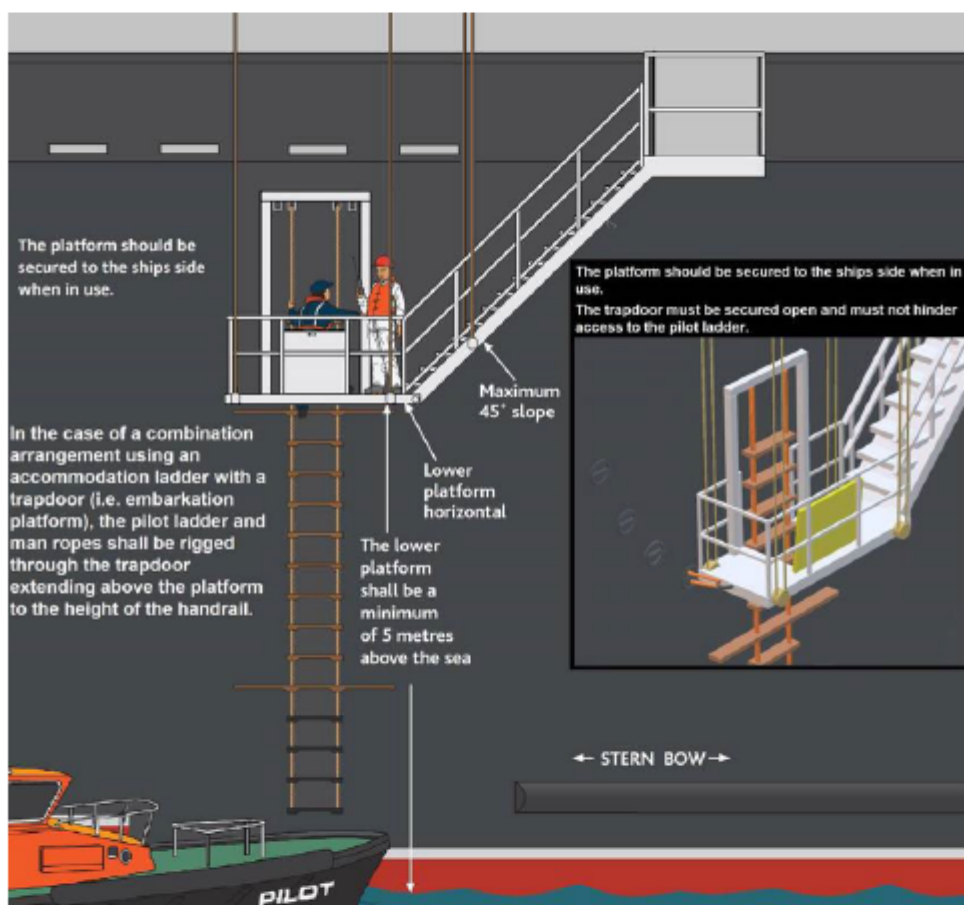 The platform should be
secured to the ships side
when in use.
The platform should be secured to the ships side when in
use.
The trapdoor must be secured open and must not hinder
access to the pilot ladder.
Maximum
45° slope
In the case of a combination
arrangement using an
accommodation ladder with a
trapdoor (i.e. embarkation
platform), the pilot ladder and
man ropes shall be rigged
through the trapdoor
extending above the platform
to the height of the handrail.
Lower
platform
horizontal
The lower
platform
shall be a
minimum
of 5 metres
above the sea
← STERN BOW →
PILOT